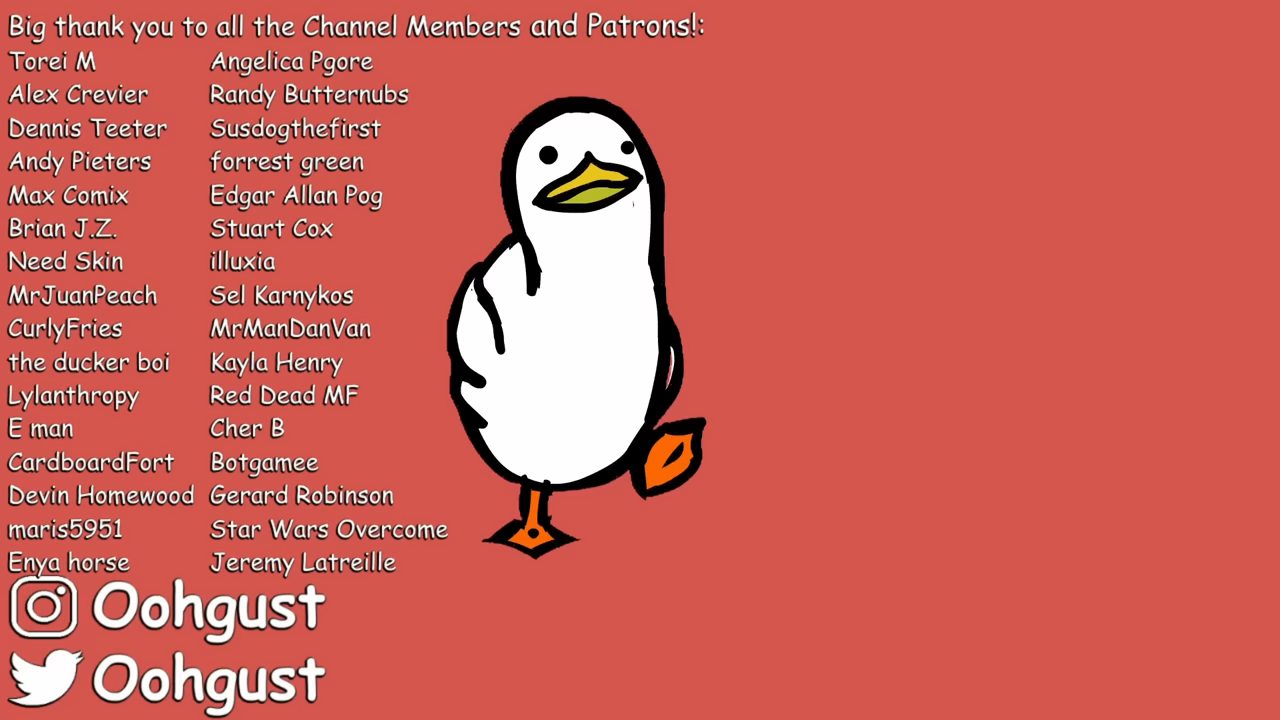 Big thank you to all the Channel Members and Patrons!:
Torei M
Alex Crevier
Dennis Teeter
Andy Pieters
Max Comix
Brian J.Z.
Need Skin
MrJuanPeach
CurlyFries
the ducker boi
Lylanthropy
E man
CardboardFort
Devin Homewood
maris5951
Enya horse
Angelica Pgore
Randy Butternubs
Susdogthefirst
forrest green
Edgar Allan Pog
Stuart Cox
illuxia
Sel Karnykos
MrManDanVan
Kayla Henry
Red Dead MF
Cher B
Botgamee
Gerard Robinson
Star Wars Overcome
Jeremy Latreille
Oohgust
Oohgust